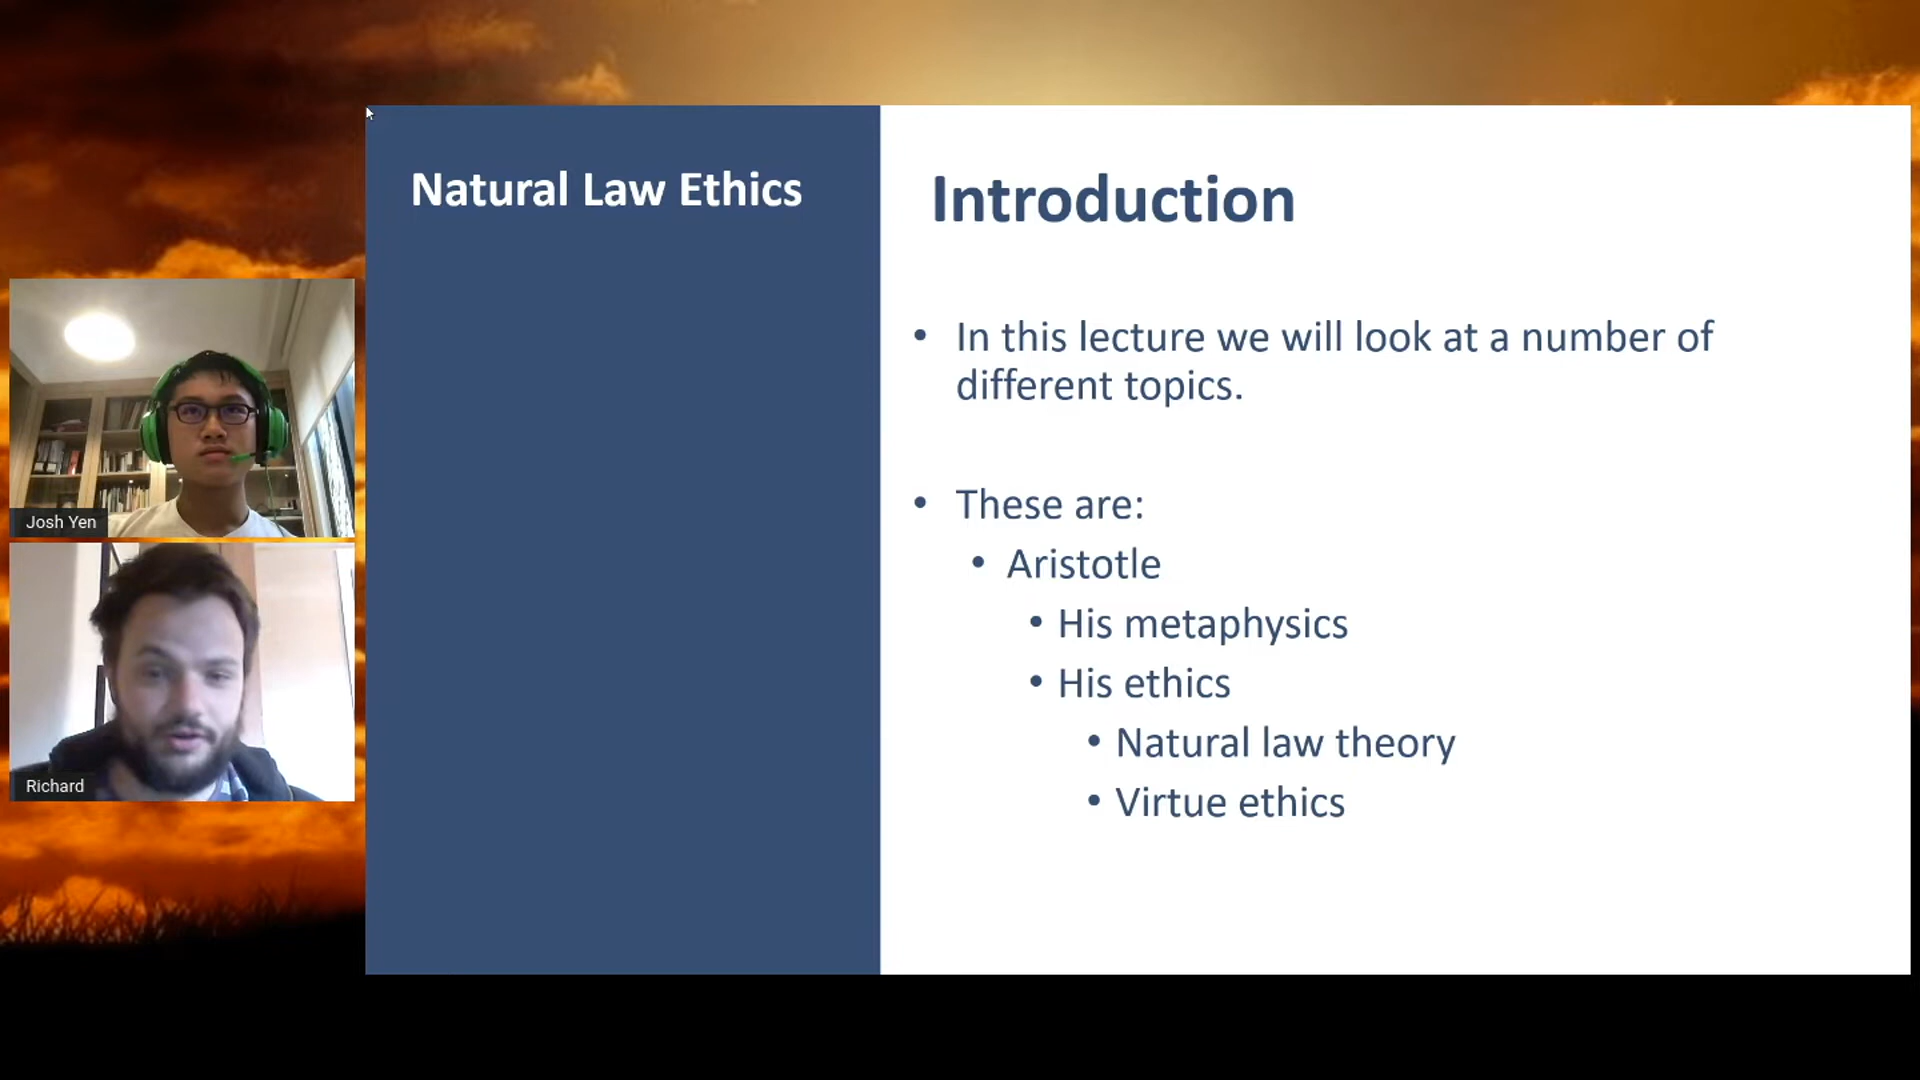 Natural Law Ethics
Introduction
• In this lecture we will look at a number of
different topics.
• These are:
• Aristotle
• His metaphysics
• His ethics
• Natural law theory
• Virtue ethics
Josh Yen
Richard